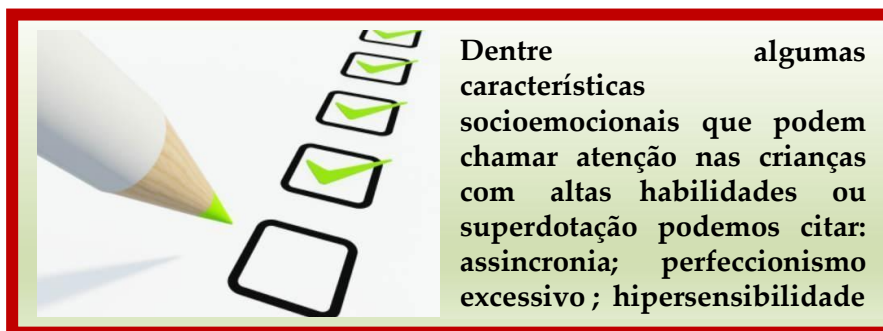 Dentre algumas
características
socioemocionais que podem
chamar atenção nas crianças
com altas habilidades ou
superdotação podemos citar:
assincronia; perfeccionismo
excessivo ; hipersensibilidade